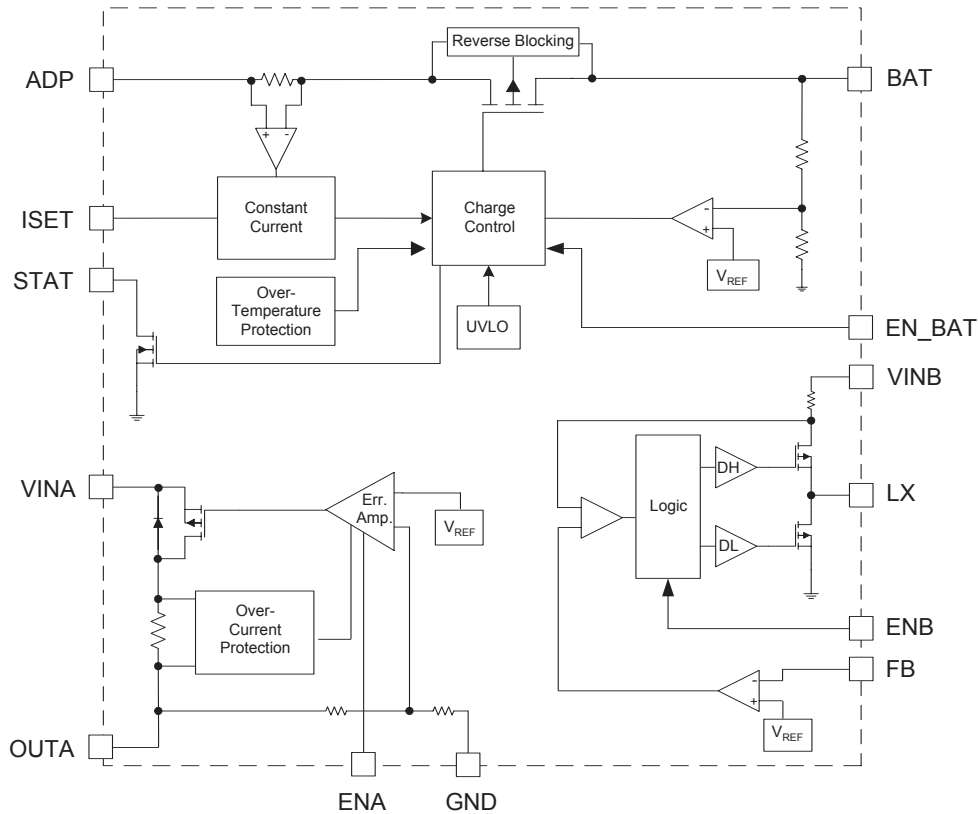 Reverse Blocking
ADP
BAT
+ -
ISET
Constant
Current
Charge
Control
-
+
VREF
STAT
Over-
Temperature
Protection
UVLO
EN_BAT
VINB
DH
Logic
VINA
Err.
Amp.
VREF
LX
DL
Over-
Current
Protection
ENB
FB
-
+
VREF
OUTA
ENA
GND